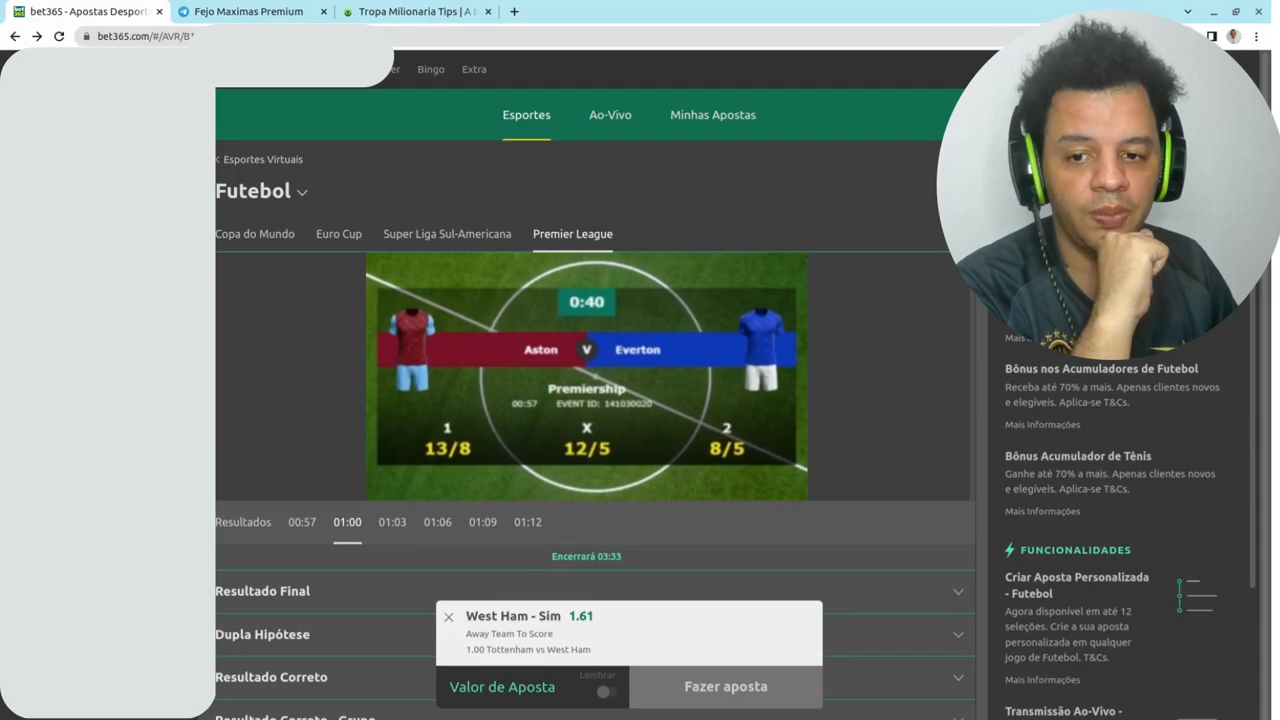 bet365 - Apostas Desport
Fejo Maximas Premium
Tropa Milionaria Tips | A t
bet365.com/#/AVR/B
er
Bingo
Extra
Esportes
Ao-Vivo
Minhas Apostas
Esportes Virtuais
Futebol
Copa do Mundo
Euro Cup
Super Liga Sul-Americana
Premier League
0:40
Aston
V
Everton
Premiership
00:57 EVENT ID: 141030020
1
X
2
13/8
12/5
8/5
Resultados
00:57
01:00
01:03
01:06
01:09
01:12
Encerrará 03:33
Resultado Final
Dupla Hipótese
Resultado Correto
Resultado Correto - Grupo
West Ham - Sim 1.61
Away Team To Score
1.00 Tottenham vs West Ham
Valor de Aposta
Lembrar
Fazer aposta
Bônus nos Acumuladores de Futebol
Receba até 70% a mais. Apenas clientes novos
e elegíveis. Aplica-se T&Cs.
Mais Informações
Bônus Acumulador de Tênis
Ganhe até 70% a mais. Apenas clientes novos
e elegíveis. Aplica-se T&Cs.
Mais Informações
FUNCIONALIDADES
Criar Aposta Personalizada
- Futebol
Agora disponível em até 12
seleções. Crie a sua aposta
personalizada em qualquer
jogo de Futebol. T&Cs.
Mais Informações
Transmissão Ao-Vivo -